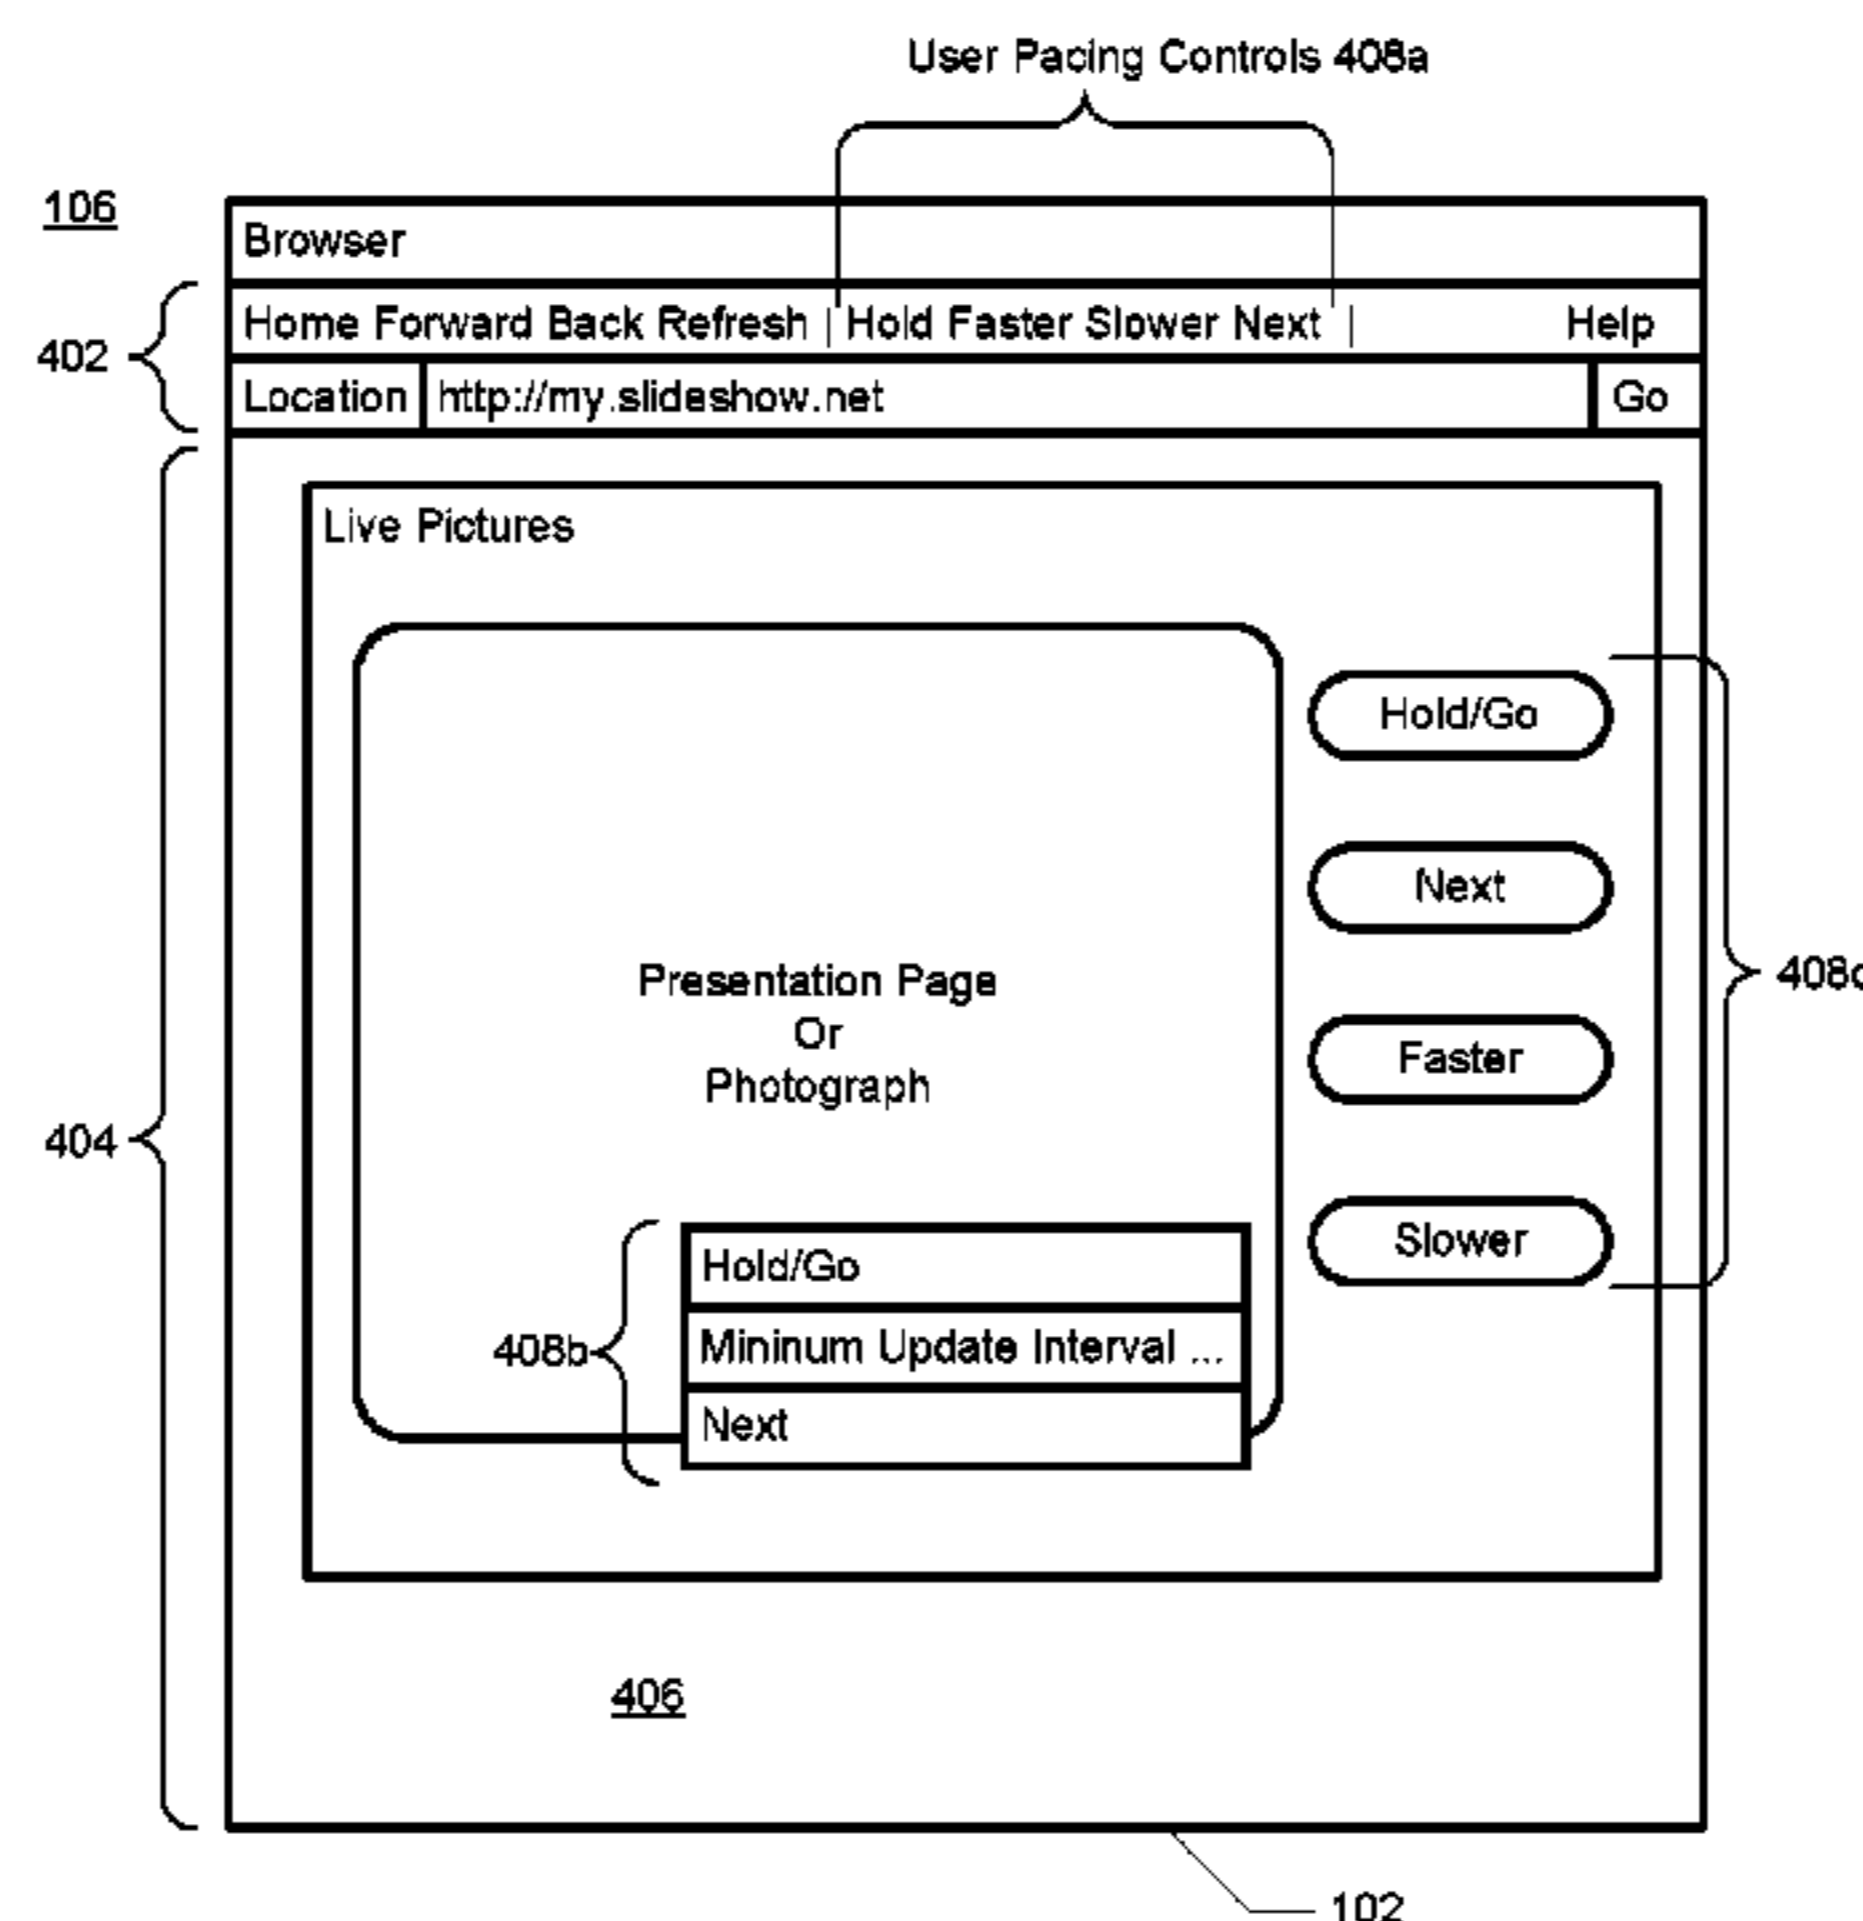 User Pacing Controls 408a
106
Browser
402
Home Forward Back Refresh | Hold Faster Slower Next | Help
Location http://my.slideshow.net Go
Live Pictures
Hold/Go
Next
408c
Presentation Page
Or
Photograph
Faster
404
Slower
Hold/Go
408b
Mininum Update Interval ...
Next
406
102